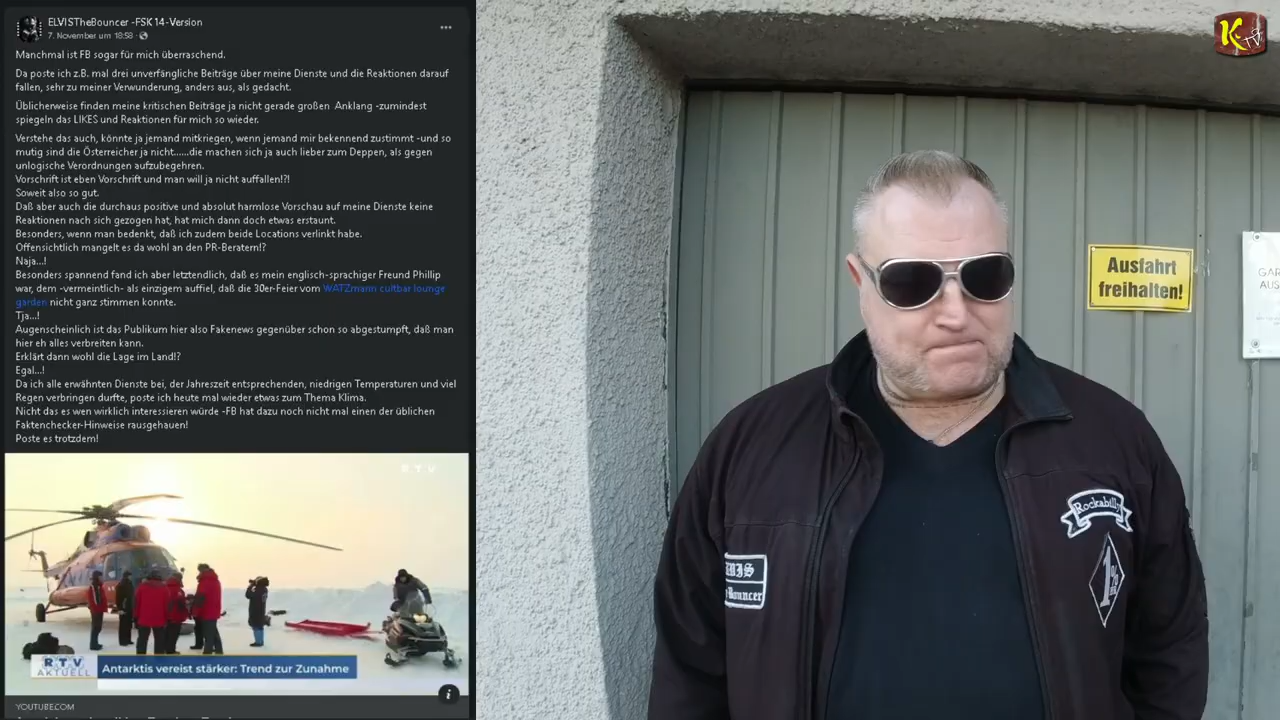 ELVISTheBouncer -FSK 14-Version
7. November um 18:58 ·
Manchmal ist FB sogar für mich überraschend.
Da poste ich z.B. mal drei unverfängliche Beiträge über meine Dienste und die Reaktionen darauf
fallen, sehr zu meiner Verwunderung, anders aus, als gedacht.
Üblicherweise finden meine kritischen Beiträge ja nicht gerade großen Anklang -zumindest
spiegeln das LIKES und Reaktionen für mich so wieder.
Verstehe das auch, könnte ja jemand mitkriegen, wenn jemand mir bekennend zustimmt -und so
mutig sind die Österreicher ja nicht......die machen sich ja auch lieber zum Deppen, als gegen
unlogische Verordnungen aufzubegehren.
Vorschrift ist eben Vorschrift und man will ja nicht auffallen!?!
Soweit also so gut.
Daß aber auch die durchaus positive und absolut harmlose Vorschau auf meine Dienste keine
Reaktionen nach sich gezogen hat, hat mich dann doch etwas erstaunt.
Besonders, wenn man bedenkt, daß ich zudem beide Locations verlinkt habe.
Offensichtlich mangelt es da wohl an den PR-Beratern!?
Naja...!
Besonders spannend fand ich aber letztendlich, daß es mein englisch-sprachiger Freund Phillip
war, dem -vermeintlich- als einzigem auffiel, daß die 30er-Feier vom WATZmann cultbar lounge
garden nicht ganz stimmen konnte.
Tja...!
Augenscheinlich ist das Publikum hier also Fakenews gegenüber schon so abgestumpft, daß man
hier eh alles verbreiten kann.
Erklärt dann wohl die Lage im Land!?
Egal...!
Da ich alle erwähnten Dienste bei, der Jahreszeit entsprechenden, niedrigen Temperaturen und viel
Regen verbringen durfte, poste ich heute mal wieder etwas zum Thema Klima.
Nicht das es wen wirklich interessieren würde -FB hat dazu noch nicht mal einen der üblichen
Faktenchecker-Hinweise rausgehauen!
Poste es trotzdem!
RTV
RTV
AKTUELL
Antarktis vereist stärker: Trend zur Zunahme
YOUTUBE.COM
K TV
Ausfahrt
freihalten!
GAR
AUS
Rockabilly
1%
Bouncer